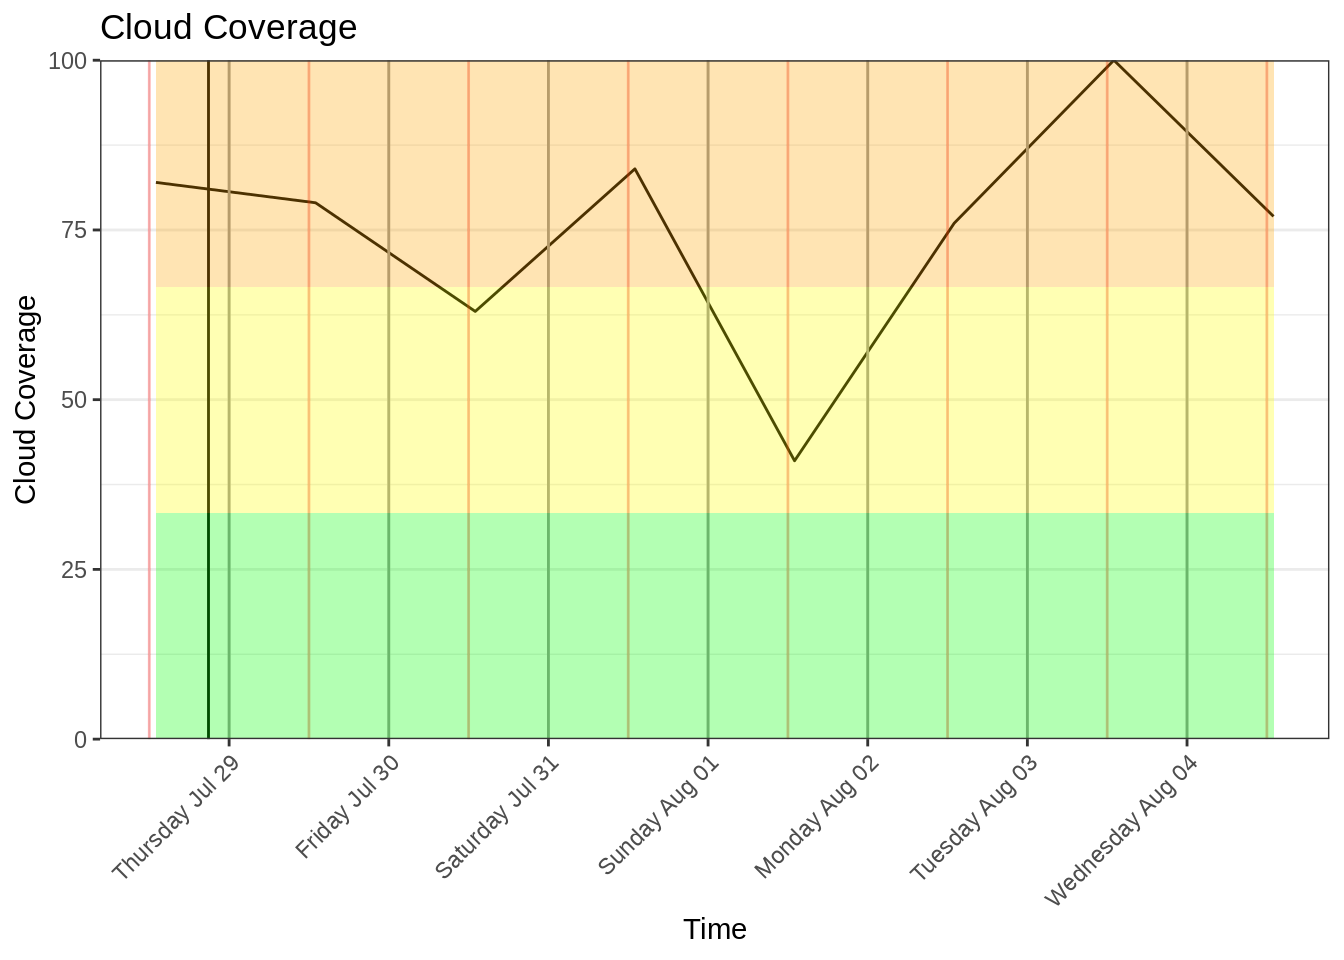 Cloud Coverage
Cloud Coverage
100
75
50
25
0
Thursday Jul 29
Friday Jul 30
Saturday Jul 31
Sunday Aug 01
Monday Aug 02
Tuesday Aug 03
Wednesday Aug 04
Time